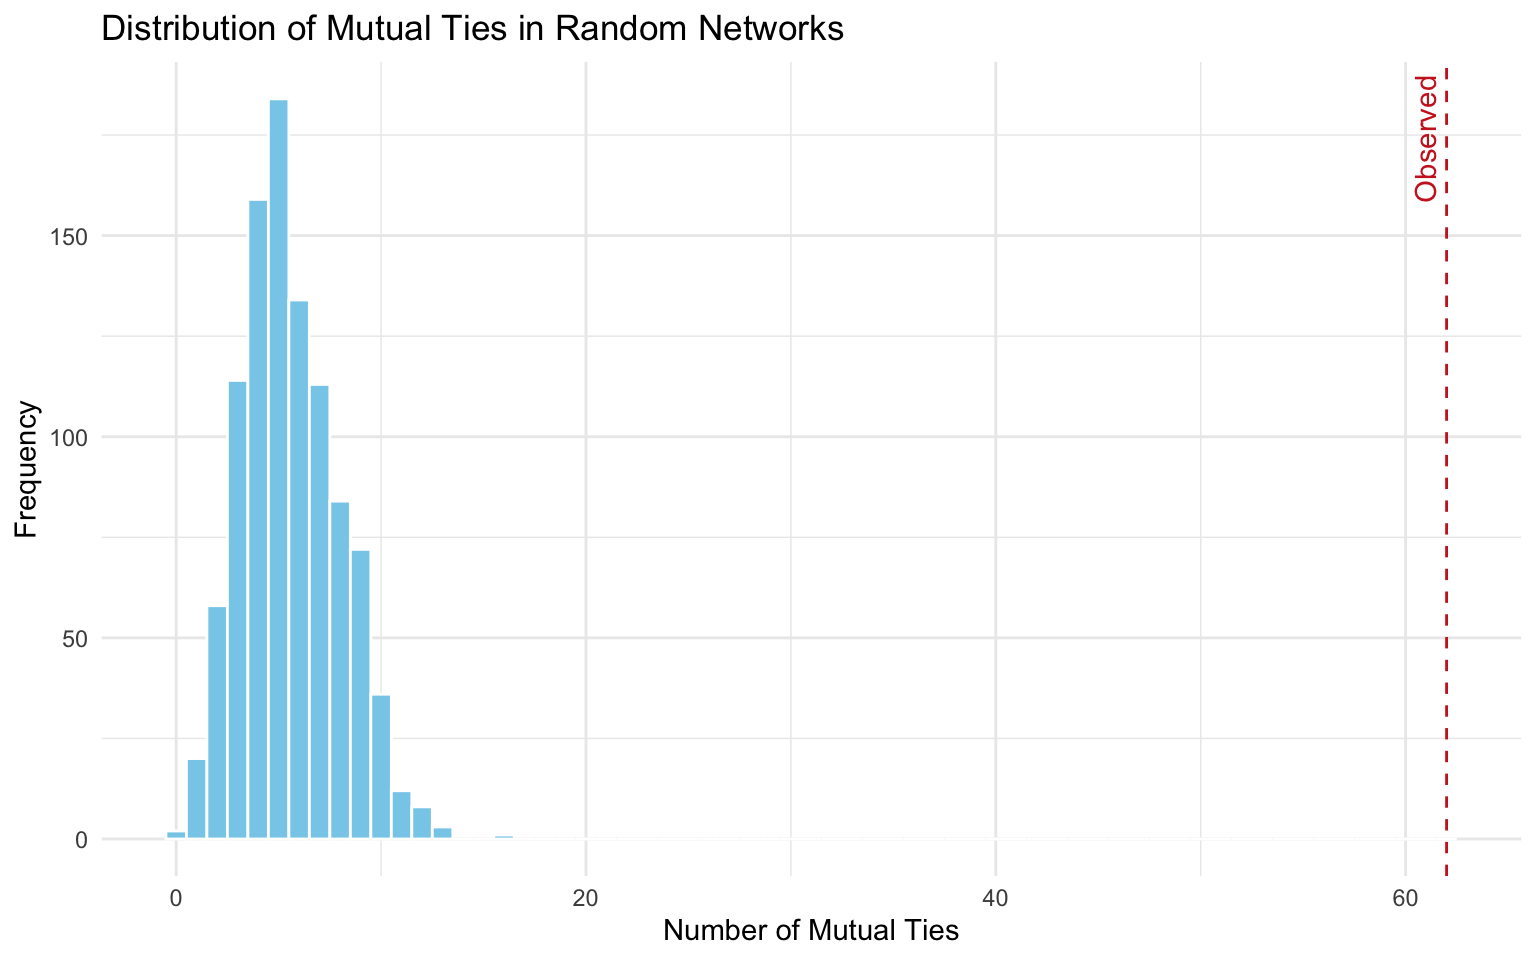 Distribution of Mutual Ties in Random Networks
Observed
Frequency
150
100
50
0
0 20 40 60
Number of Mutual Ties